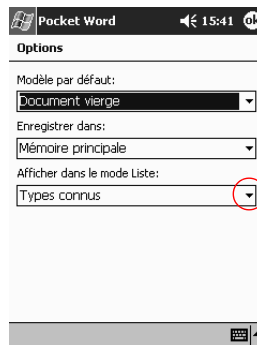 Pocket Word 15:41 ok
Options
Modèle par défaut:
Document vierge
Enregistrer dans:
Mémoire principale
Afficher dans le mode Liste:
Types connus